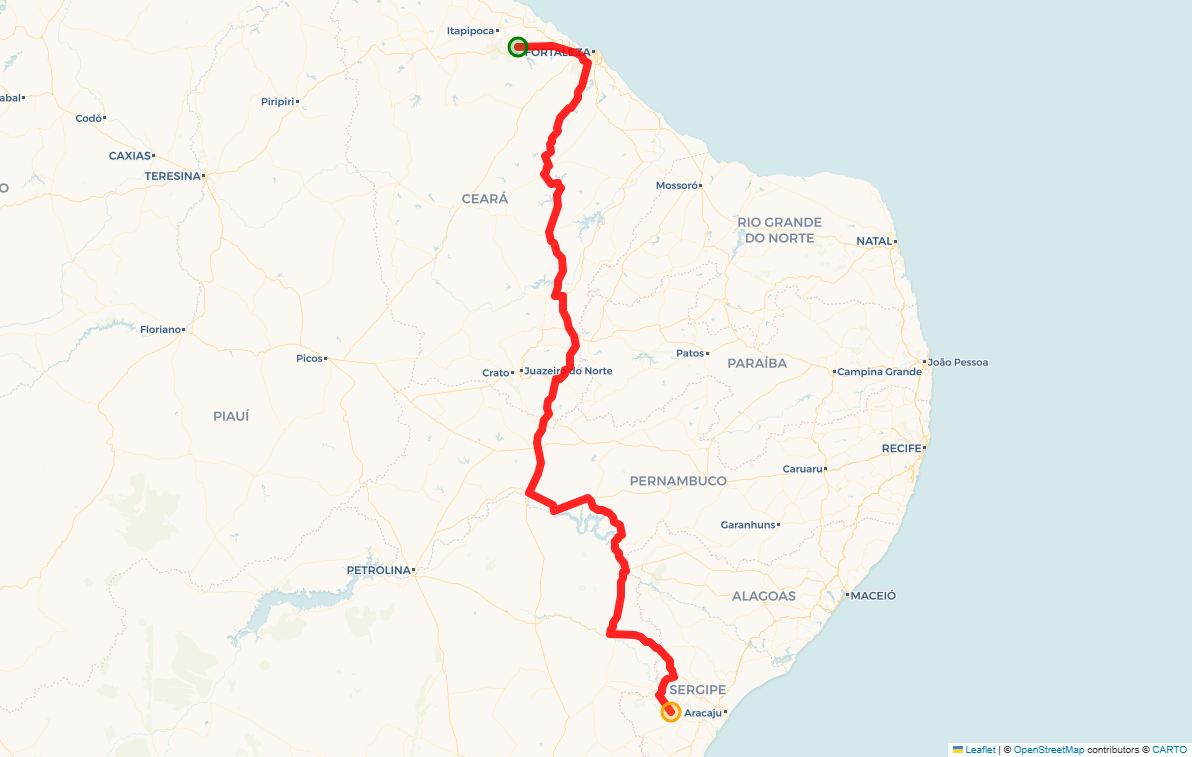 Itapipoca
FORTALEZA
abal
Piripiri
Codó
CAXIAS
TERESINA
Mossoró
O
CEARÁ
RIO GRANDE
DO NORTE
NATAL
Floriano
Picos
Patos
PARAÍBA
João Pessoa
Crato
Juazeiro do Norte
Campina Grande
PIAUÍ
RECIFE
Caruaru
PERNAMBUCO
Garanhuns
PETROLINA
ALAGOAS
MACEIÓ
SERGIPE
Aracaju
Leaflet | © OpenStreetMap contributors © CARTO